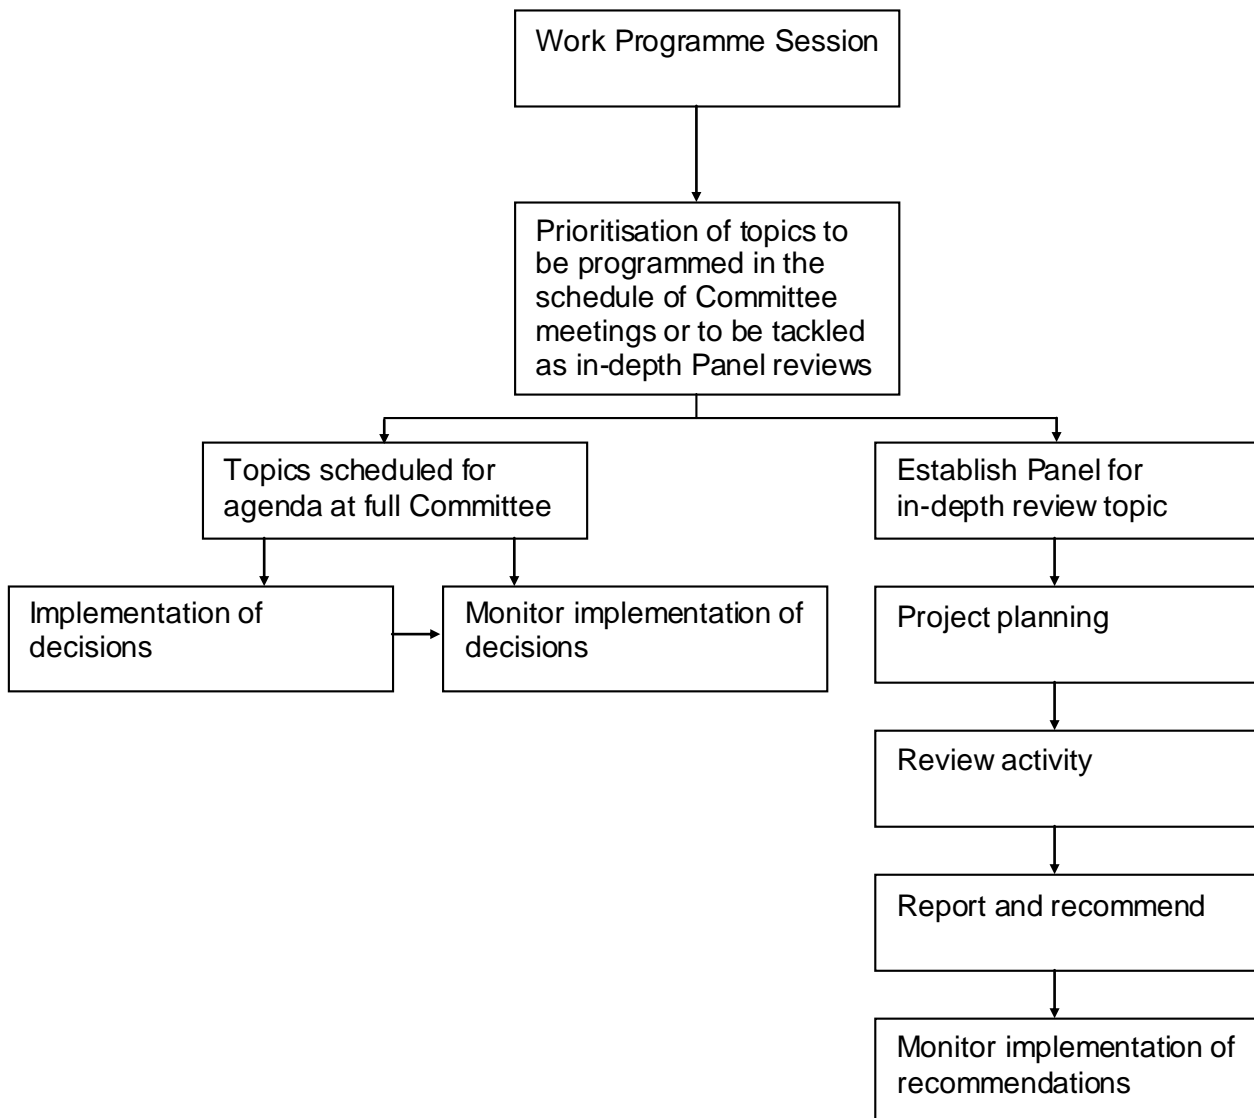 Work Programme Session
Prioritisation of topics to
be programmed in the
schedule of Committee
meetings or to be tackled
as in-depth Panel reviews
Topics scheduled for
agenda at full Committee
Establish Panel for
in-depth review topic
Implementation of
decisions
Monitor implementation of
decisions
Project planning
Review activity
Report and recommend
Monitor implementation of
recommendations